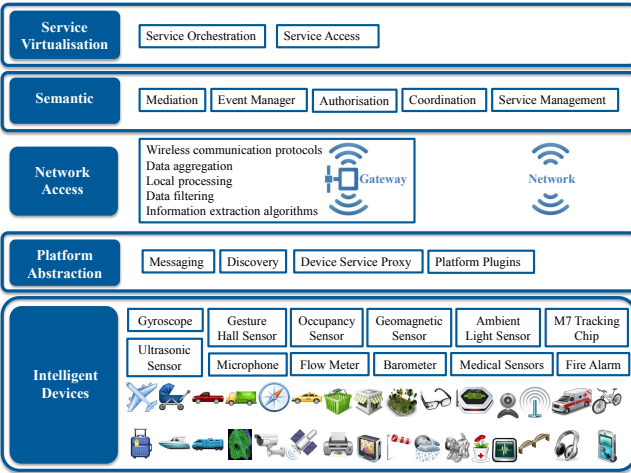 Service
Virtualisation
Service Orchestration
Service Access
Semantic
Mediation
Event Manager
Authorisation
Coordination
Service Management
Network
Access
Wireless communication protocols
Data aggregation
Local processing
Data filtering
Information extraction algorithms
Gateway
Network
Platform
Abstraction
Messaging
Discovery
Device Service Proxy
Platform Plugins
Intelligent
Devices
Gyroscope
Gesture
Hall Sensor
Occupancy
Sensor
Geomagnetic
Sensor
Ambient
Light Sensor
M7 Tracking
Chip
Ultrasonic
Sensor
Microphone
Flow Meter
Barometer
Medical Sensors
Fire Alarm